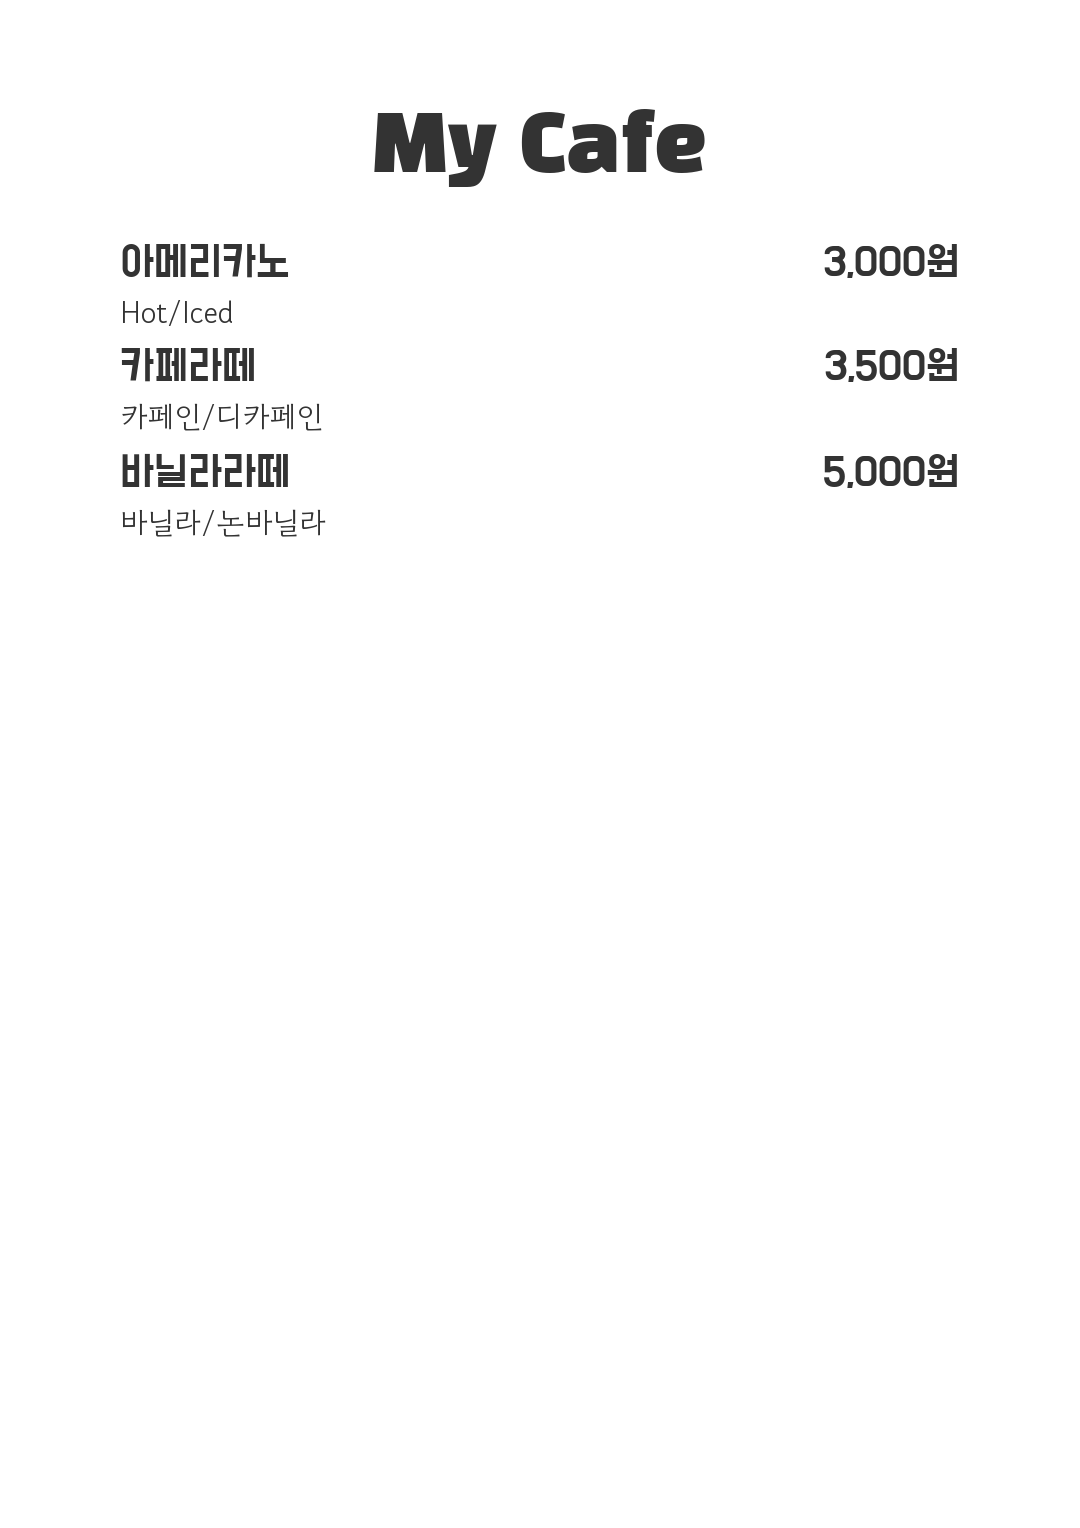 My Cafe
아메리카노 3,000원
Hot/Iced
카페라떼 3,500원
카페인/디카페인
바닐라라떼 5,000원
바닐라/논바닐라